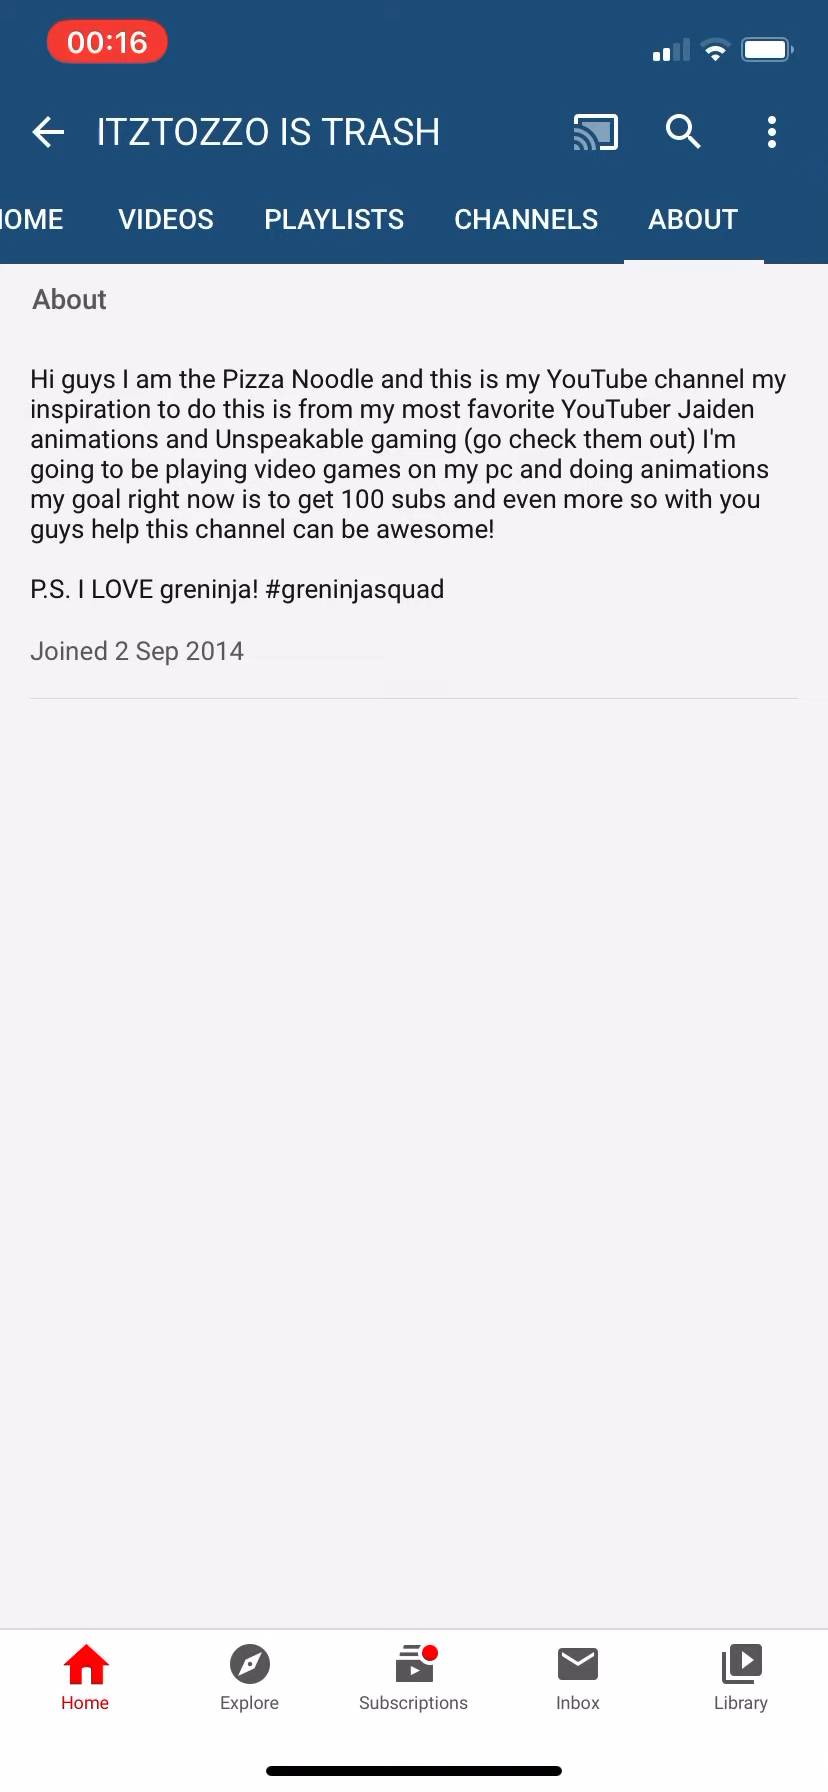 00:16
ITZTOZZO IS TRASH
OME VIDEOS PLAYLISTS CHANNELS ABOUT
About
Hi guys I am the Pizza Noodle and this is my YouTube channel my
inspiration to do this is from my most favorite YouTuber Jaiden
animations and Unspeakable gaming (go check them out) I'm
going to be playing video games on my pc and doing animations
my goal right now is to get 100 subs and even more so with you
guys help this channel can be awesome!
P.S. I LOVE greninja! #greninjasquad
Joined 2 Sep 2014
Home Explore Subscriptions Inbox Library